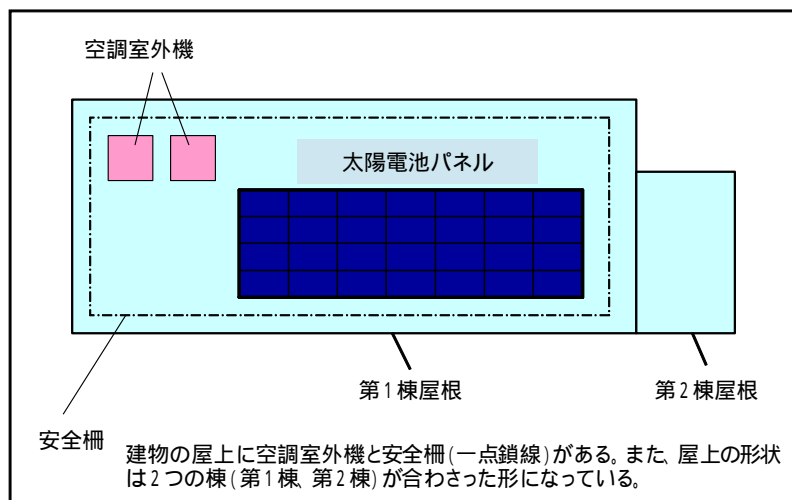 空調室外機
太陽電池パネル
第1棟屋根
第2棟屋根
安全柵
建物の屋上に空調室外機と安全柵(一点鎖線)がある。また、屋上の形状
は2つの棟(第1棟、第2棟)が合わさった形になっている。